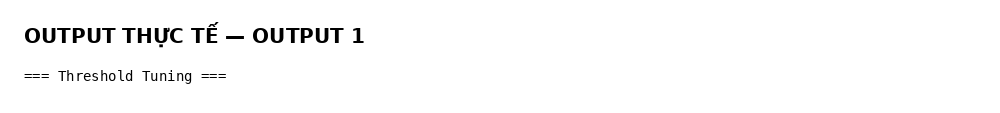 OUTPUT THỰC TẾ — OUTPUT 1
=== Threshold Tuning ===